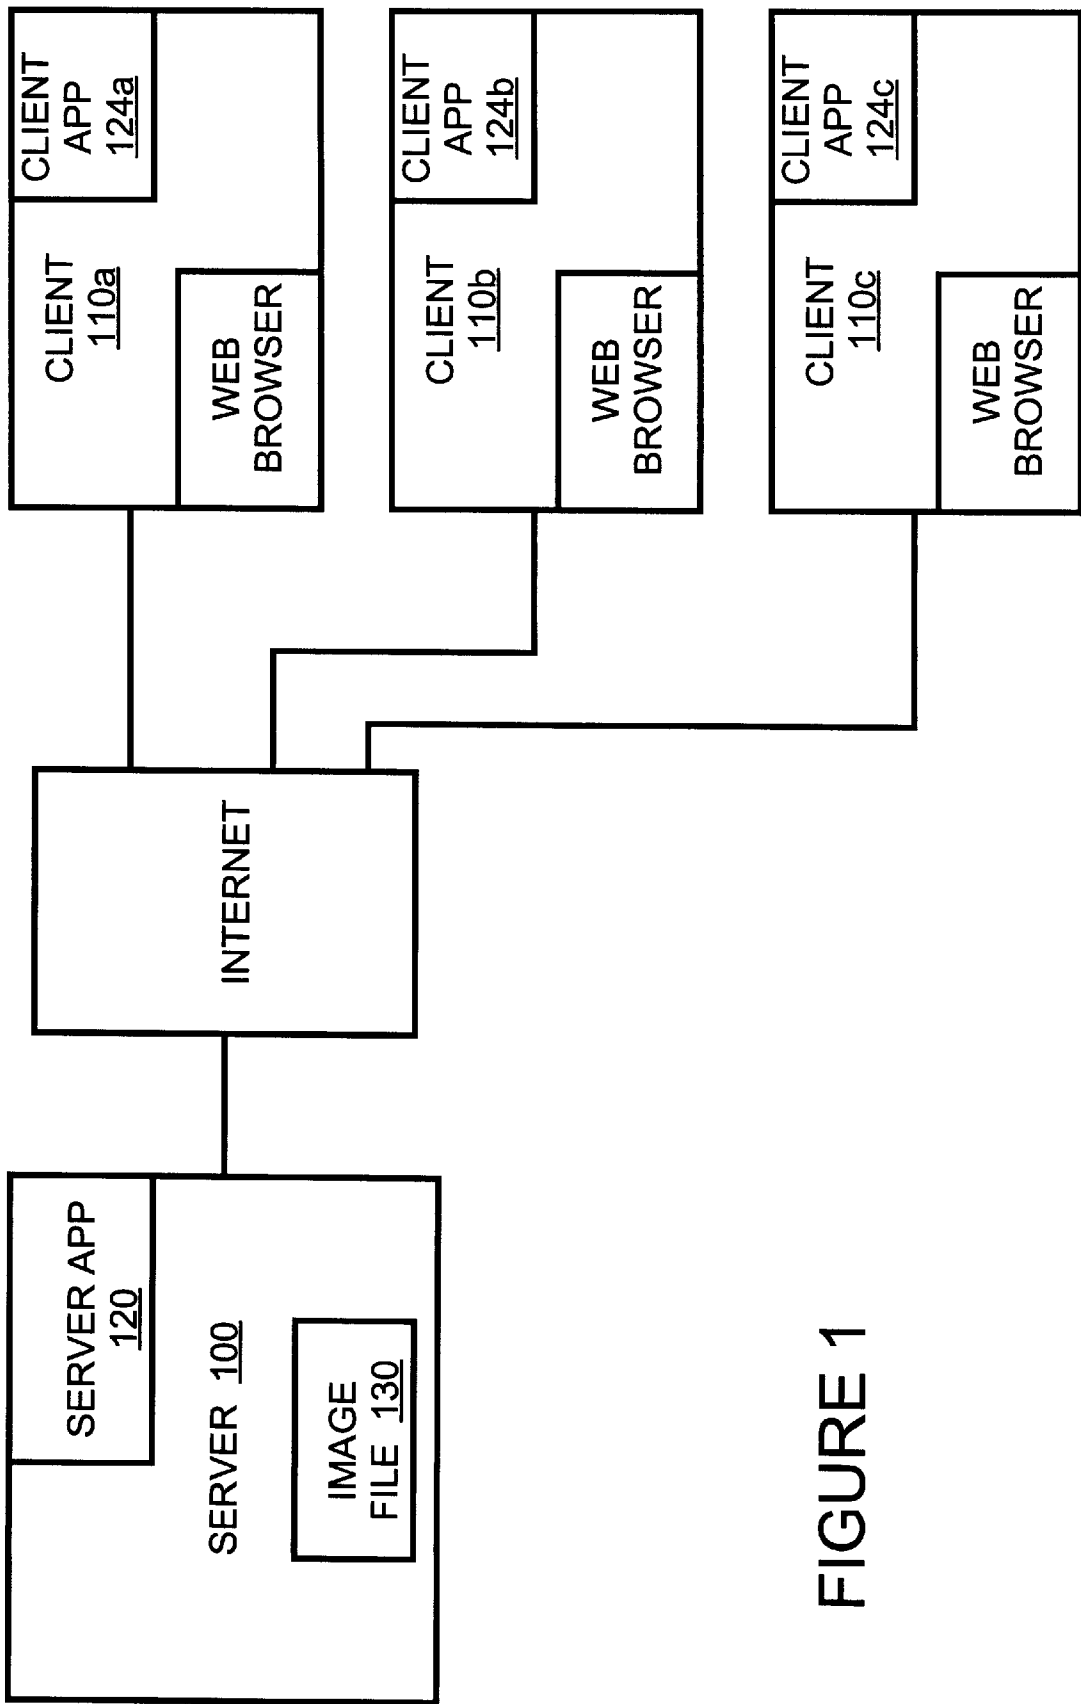 SERVER APP
120
SERVER 100
IMAGE
FILE 130
INTERNET
CLIENT
110a
CLIENT
APP
124a
WEB
BROWSER
CLIENT
110b
CLIENT
APP
124b
WEB
BROWSER
CLIENT
110c
CLIENT
APP
124c
WEB
BROWSER
FIGURE 1